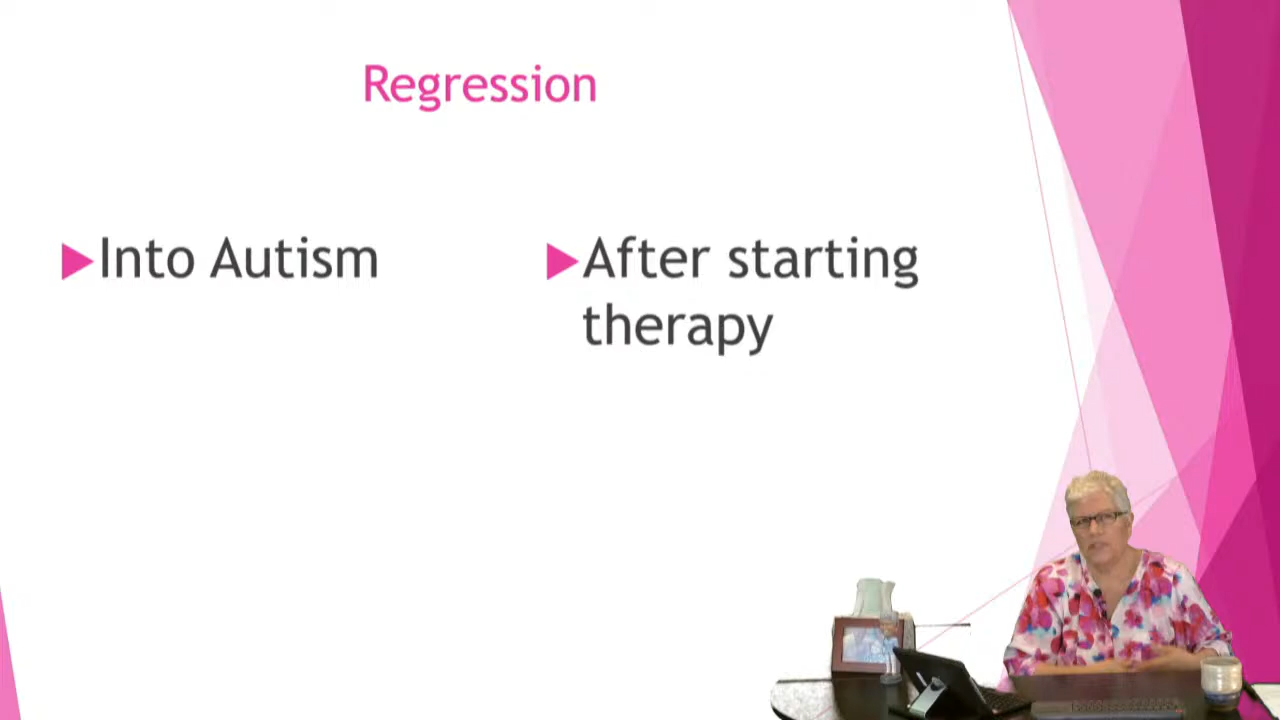 Regression
Into Autism
After starting
therapy